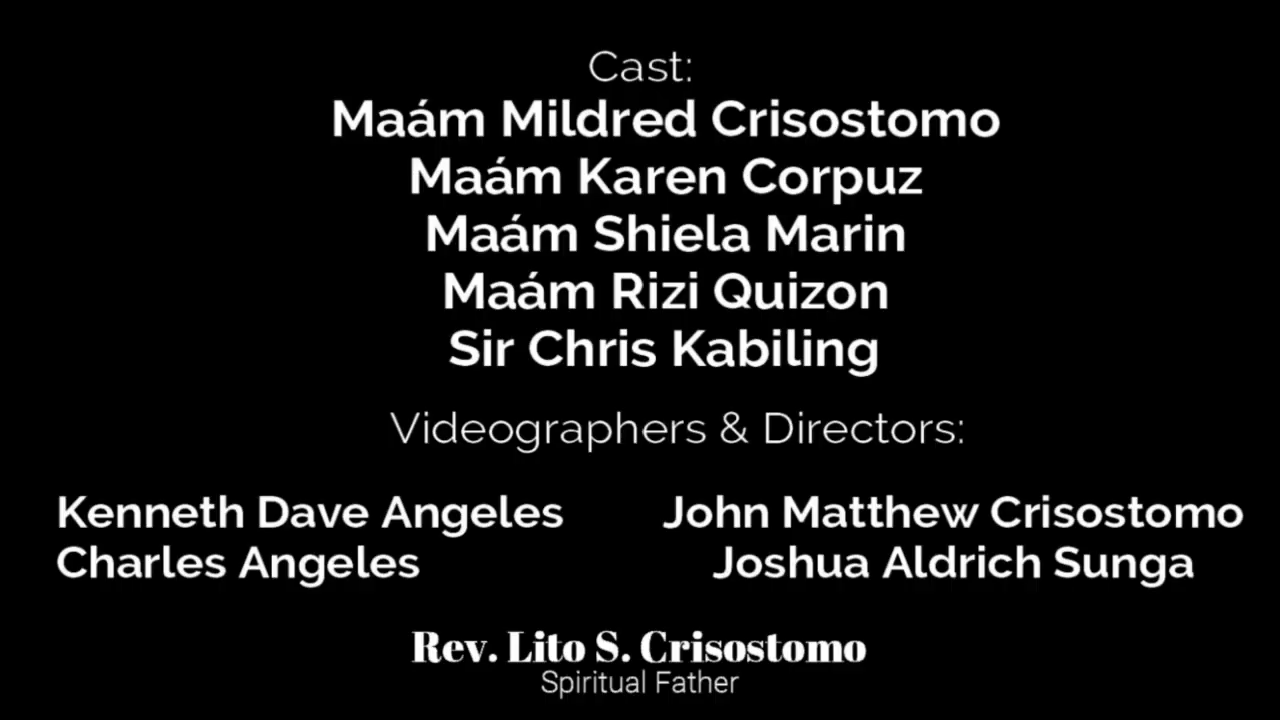 Cast:
Maám Mildred Crisostomo
Maám Karen Corpuz
Maám Shiela Marin
Maám Rizi Quizon
Sir Chris Kabiling
Videographers & Directors:
Kenneth Dave Angeles John Matthew Crisostomo
Charles Angeles Joshua Aldrich Sunga
Rev. Lito S. Crisostomo
Spiritual Father